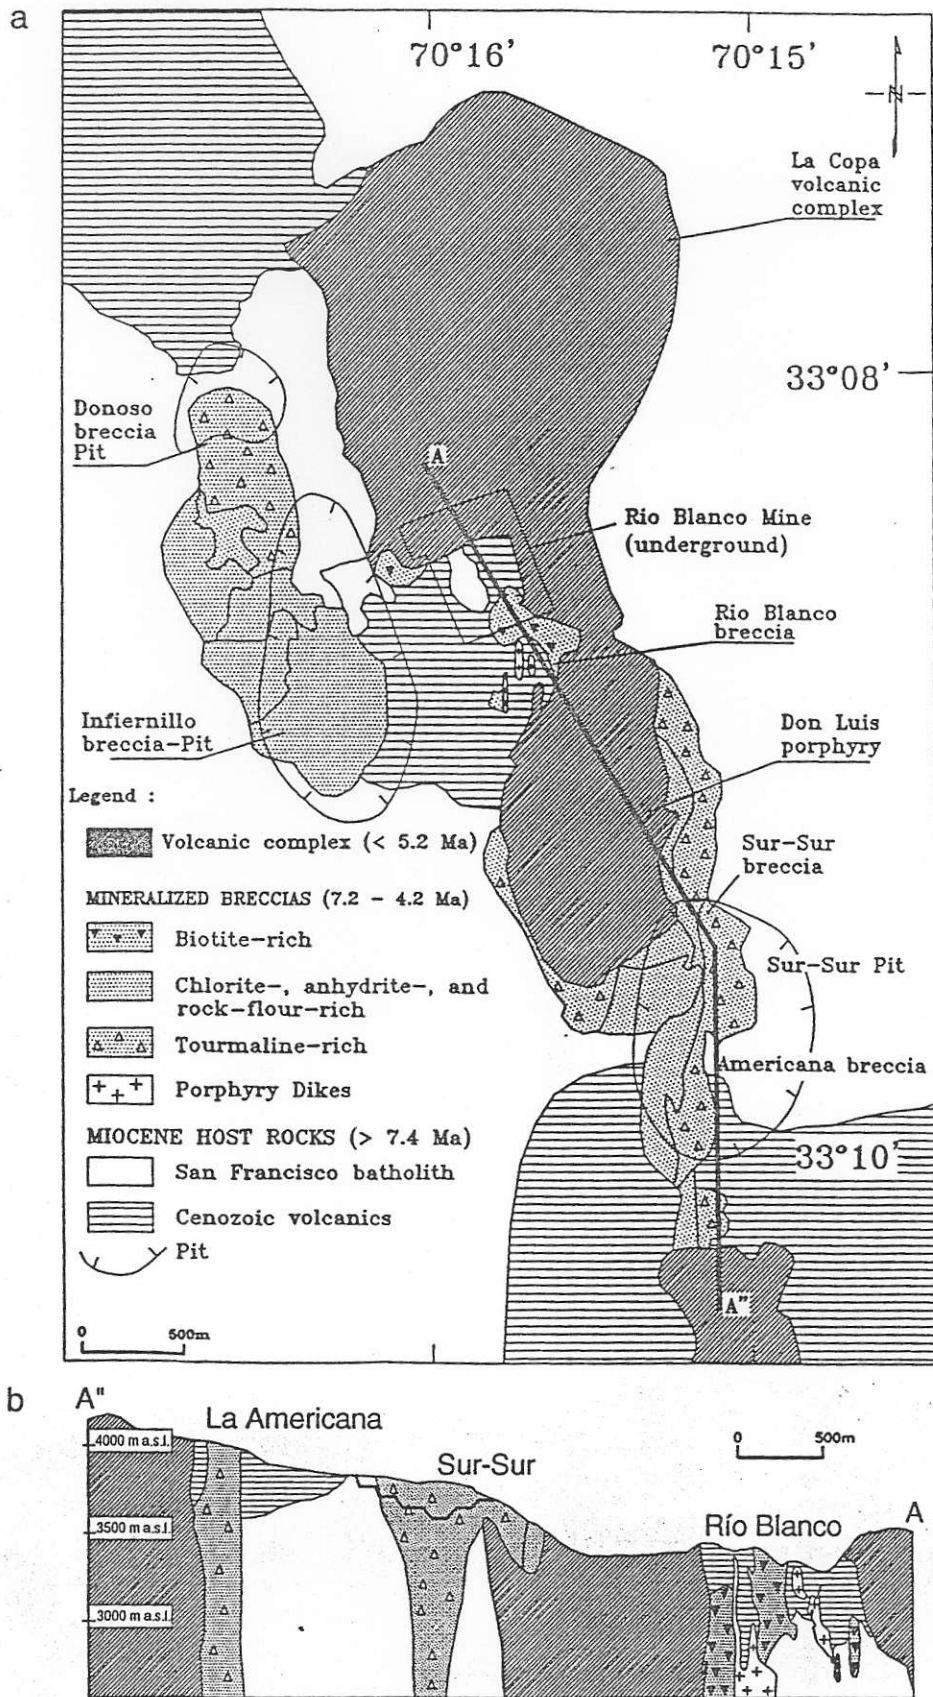 a
70°16'
70°15'
N
La Copa
volcanic
complex
33°08'
Donoso
breccia
Pit
A
Rio Blanco Mine
(underground)
Rio Blanco
breccia
Infiernillo
breccia-Pit
Don Luis
porphyry
Legend :
Volcanic complex (< 5.2 Ma)
Sur-Sur
breccia
MINERALIZED BRECCIAS (7.2 - 4.2 Ma)
Biotite-rich
Sur-Sur Pit
Chlorite-, anhydrite-, and
rock-flour-rich
Tourmaline-rich
Americana breccia
Porphyry Dikes
MIOCENE HOST ROCKS (> 7.4 Ma)
33°10'
San Francisco batholith
Cenozoic volcanics
Pit
A"
0 500m
b A"
La Americana
0 500m
4000 m a.s.l.
Sur-Sur
A
3500 m a.s.l.
Río Blanco
3000 m a.s.l.